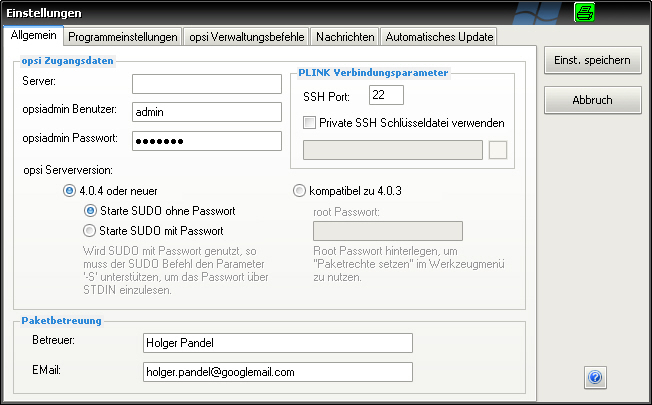 Einstellungen
Allgemein
Programmeinstellungen
opsi Verwaltungsbefehle
Nachrichten
Automatisches Update
opsi Zugangsdaten
Server:
opsiadmin Benutzer:
admin
opsiadmin Passwort:
●●●●●●●
PLINK Verbindungsparameter
SSH Port:
22
Private SSH Schlüsseldatei verwenden
opsi Serverversion:
4.0.4 oder neuer
Starte SUDO ohne Passwort
Starte SUDO mit Passwort
Wird SUDO mit Passwort genutzt, so
muss der SUDO Befehl den Parameter
'-S' unterstützen, um das Passwort über
STDIN einzulesen.
kompatibel zu 4.0.3
root Passwort:
Root Passwort hinterlegen, um
"Paketrechte setzen" im Werkzeugmenü
zu nutzen.
Paketbetreuung
Betreuer:
Holger Pandel
EMail:
holger.pandel@googlemail.com
Einst. speichern
Abbruch
?